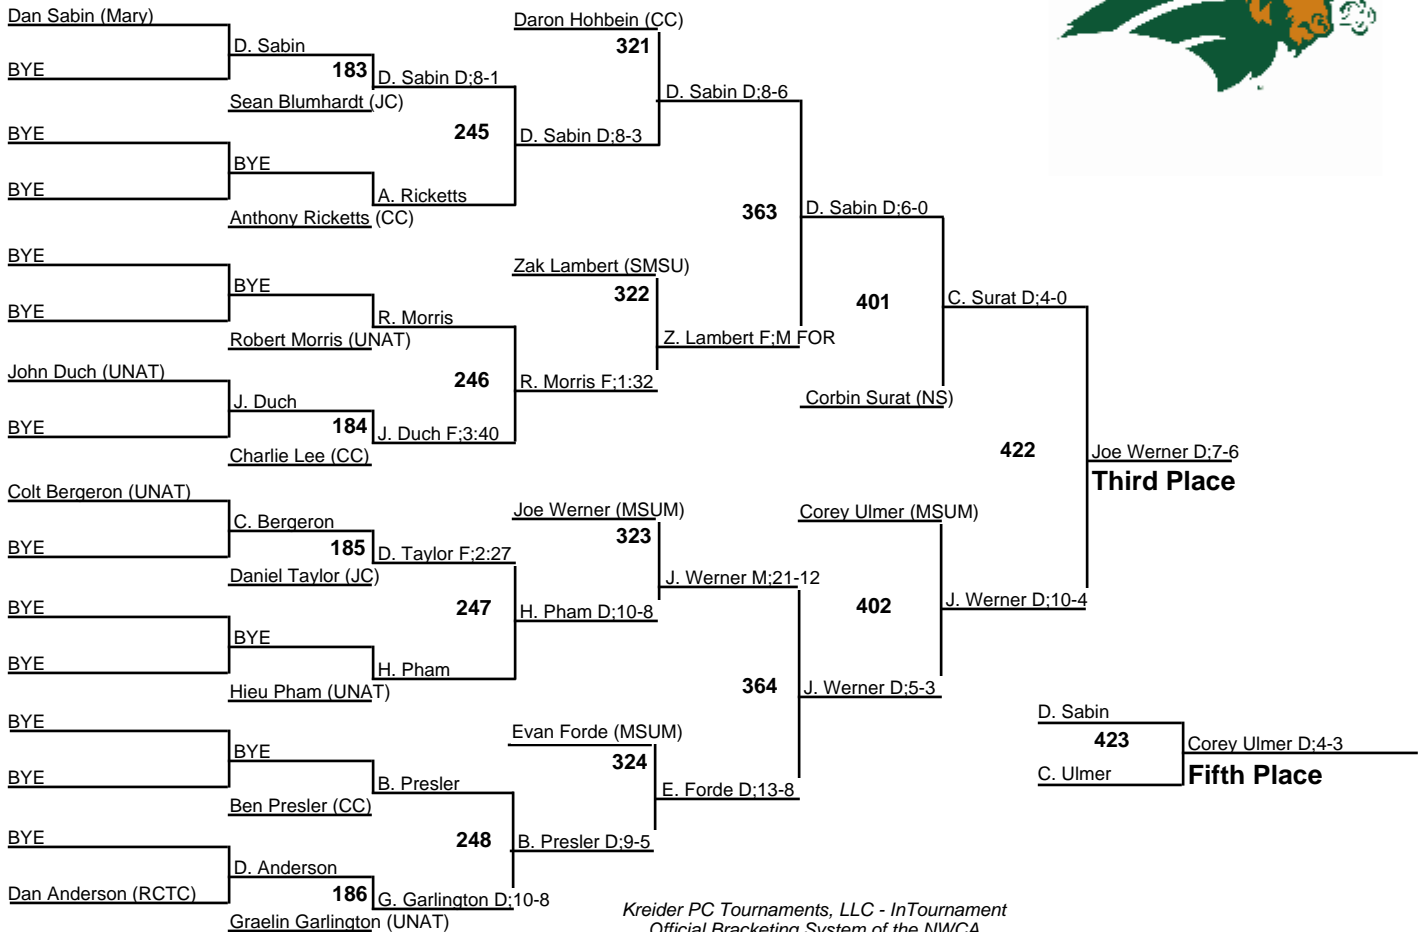 Dan Sabin (Mary)
BYE
BYE
BYE
BYE
BYE
John Duch (UNAT)
BYE
Colt Bergeron (UNAT)
BYE
BYE
BYE
BYE
BYE
BYE
Dan Anderson (RCTC)
D. Sabin
183
Sean Blumhardt (JC)
BYE
Anthony Ricketts (CC)
BYE
Robert Morris (UNAT)
J. Duch
184
Charlie Lee (CC)
C. Bergeron
185
Daniel Taylor (JC)
BYE
Hieu Pham (UNAT)
BYE
Ben Presler (CC)
D. Anderson
186
Graelin Garlington (UNAT)
D. Sabin D;8-1
245
A. Ricketts
R. Morris
246
J. Duch F;3:40
D. Taylor F;2:27
247
H. Pham
B. Presler
248
G. Garlington D;10-8
Daron Hohbein (CC)
321
D. Sabin D;8-3
Zak Lambert (SMSU)
322
R. Morris F;1:32
Joe Werner (MSUM)
323
H. Pham D;10-8
Evan Forde (MSUM)
324
B. Presler D;9-5
D. Sabin D;8-6
363
Z. Lambert F;M FOR
J. Werner M;21-12
364
E. Forde D;13-8
D. Sabin D;6-0
401
Corbin Surat (NS)
Corey Ulmer (MSUM)
402
J. Werner D;5-3
C. Surat D;4-0
422
J. Werner D;10-4
Joe Werner D;7-6
Third Place
D. Sabin
423
C. Ulmer
Corey Ulmer D;4-3
Fifth Place
Kreider PC Tournaments, LLC - InTournament
Official Bracketing System of the NWCA